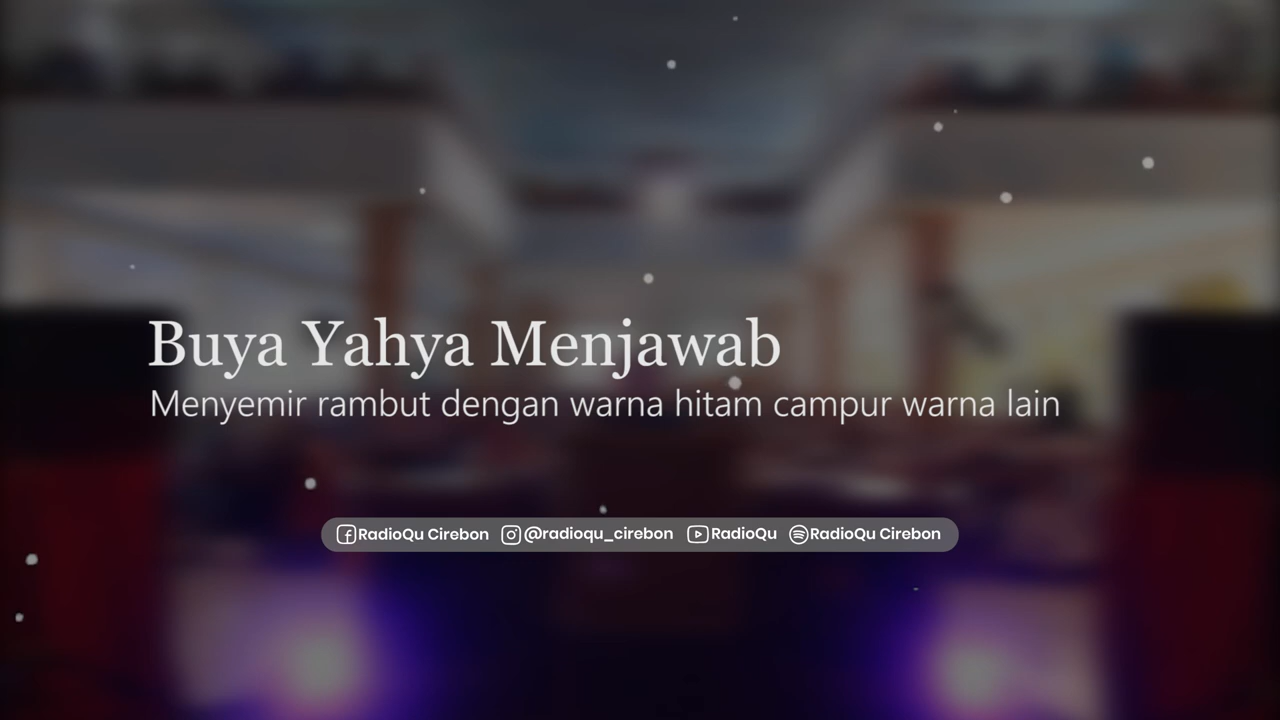 Buya Yahya Menjawab
Menyemir rambut dengan warna hitam campur warna lain
RadioQu Cirebon @radioqu_cirebon RadioQu RadioQu Cirebon